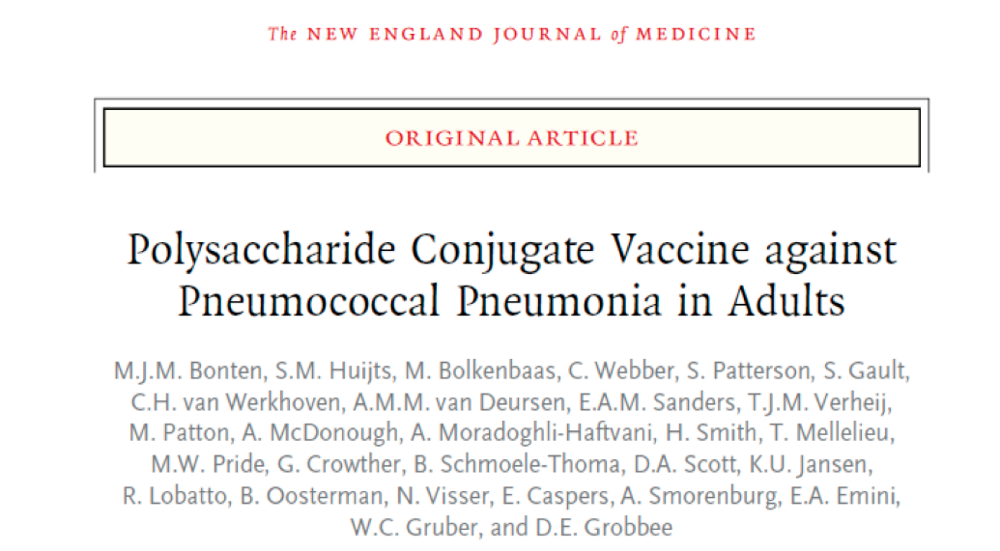 The NEW ENGLAND JOURNAL of MEDICINE
ORIGINAL ARTICLE
Polysaccharide Conjugate Vaccine against
Pneumococcal Pneumonia in Adults
M.J.M. Bonten, S.M. Huijts, M. Bolkenbaas, C. Webber, S. Patterson, S. Gault,
C.H. van Werkhoven, A.M.M. van Deursen, E.A.M. Sanders, T.J.M. Verheij,
M. Patton, A. McDonough, A. Moradoghli-Haftvani, H. Smith, T. Mellelieu,
M.W. Pride, G. Crowther, B. Schmoele-Thoma, D.A. Scott, K.U. Jansen,
R. Lobatto, B. Oosterman, N. Visser, E. Caspers, A. Smorenburg, E.A. Emini,
W.C. Gruber, and D.E. Grobbee